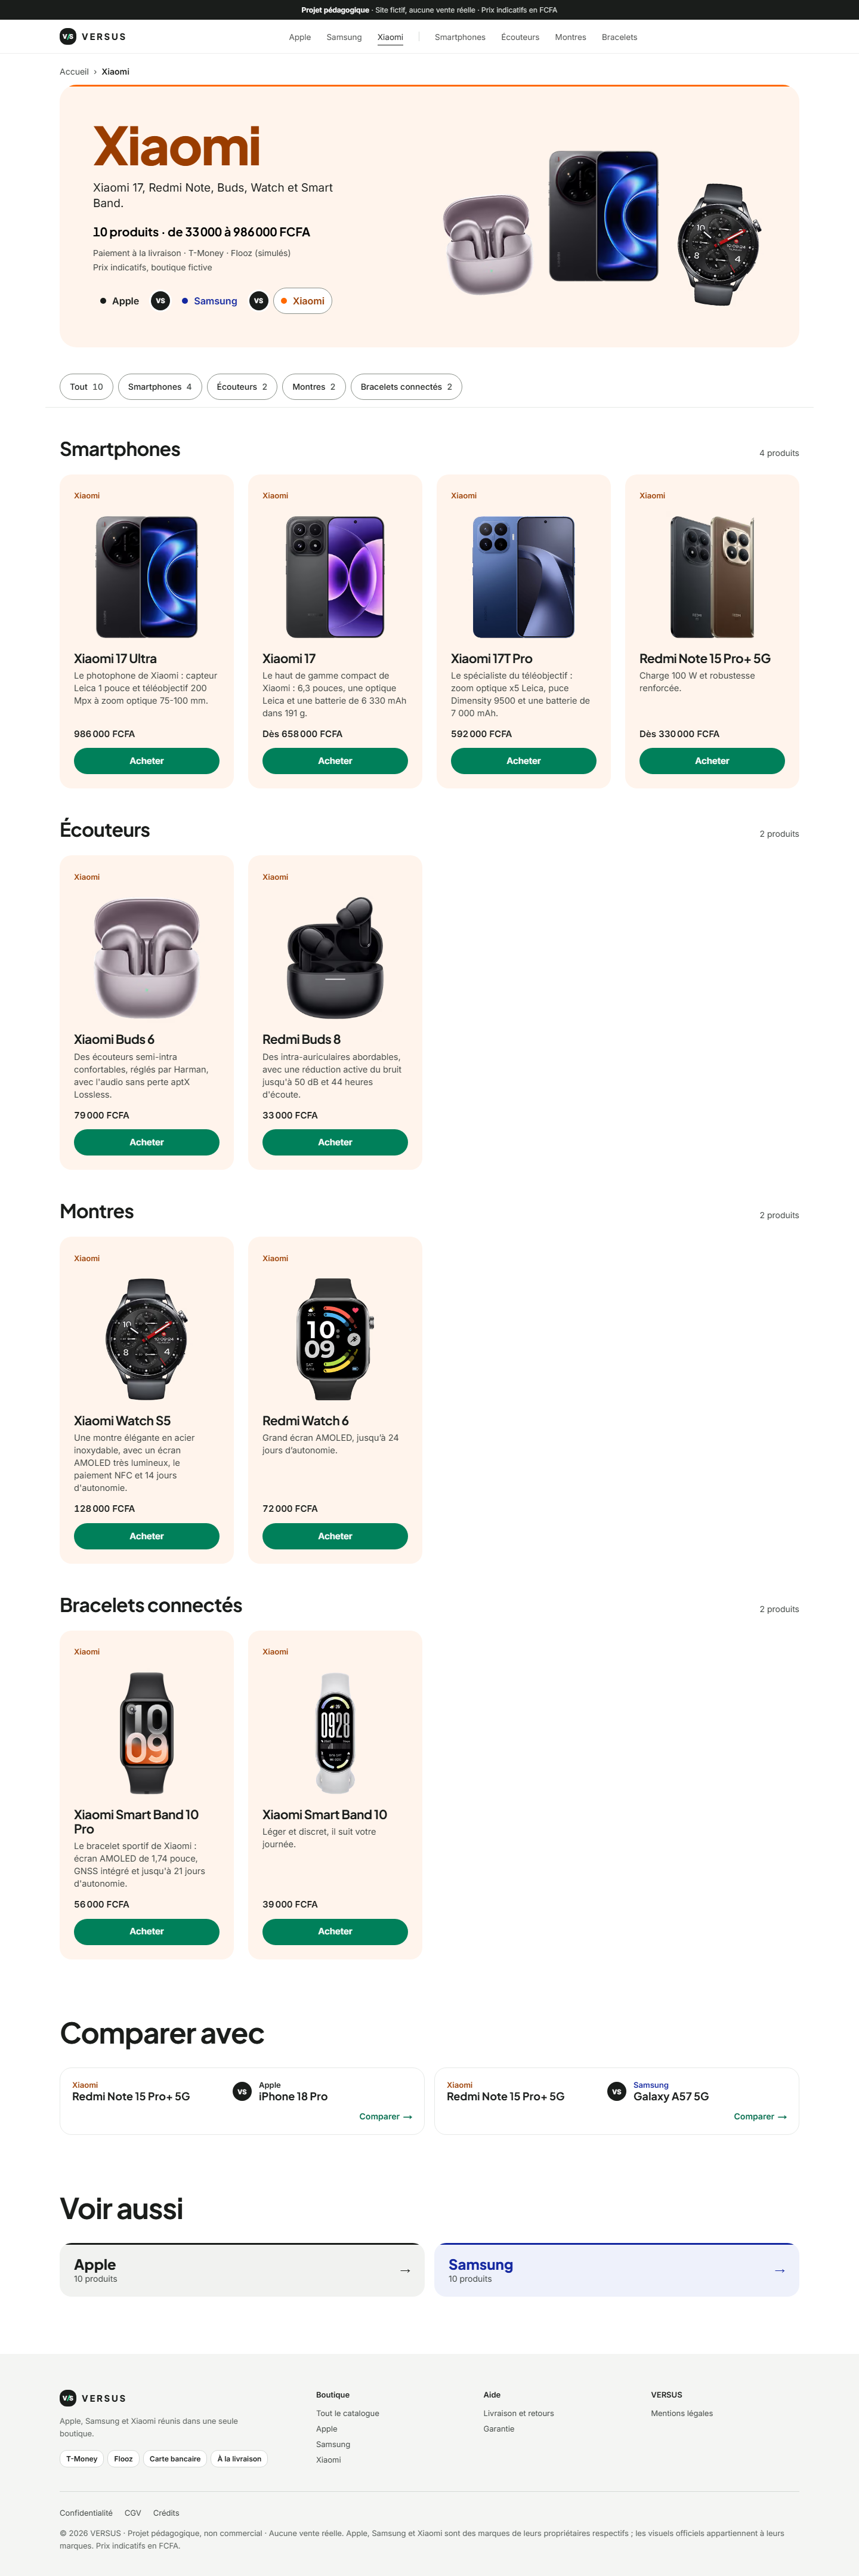 Projet pédagogique · Site fictif, aucune vente réelle · Prix indicatifs en FCFA
V/S VERSUS
Apple Samsung Xiaomi Smartphones Écouteurs Montres Bracelets
Accueil › Xiaomi
Xiaomi
Xiaomi 17, Redmi Note, Buds, Watch et Smart
Band.
10 produits · de 33 000 à 986 000 FCFA
Paiement à la livraison · T-Money · Flooz (simulés)
Prix indicatifs, boutique fictive
Apple VS Samsung VS Xiaomi
Tout 10 Smartphones 4 Écouteurs 2 Montres 2 Bracelets connectés 2
Smartphones
4 produits
Xiaomi
Xiaomi 17 Ultra
Le photophone de Xiaomi : capteur
Leica 1 pouce et téléobjectif 200
Mpx à zoom optique 75-100 mm.
986 000 FCFA
Acheter
Xiaomi
Xiaomi 17
Le haut de gamme compact de
Xiaomi : 6,3 pouces, une optique
Leica et une batterie de 6 330 mAh
dans 191 g.
Dès 658 000 FCFA
Acheter
Xiaomi
Xiaomi 17T Pro
Le spécialiste du téléobjectif :
zoom optique x5 Leica, puce
Dimensity 9500 et une batterie de
7 000 mAh.
592 000 FCFA
Acheter
Xiaomi
Redmi Note 15 Pro+ 5G
Charge 100 W et robustesse
renforcée.
Dès 330 000 FCFA
Acheter
Écouteurs
2 produits
Xiaomi
Xiaomi Buds 6
Des écouteurs semi-intra
confortables, réglés par Harman,
avec l'audio sans perte aptX
Lossless.
79 000 FCFA
Acheter
Xiaomi
Redmi Buds 8
Des intra-auriculaires abordables,
avec une réduction active du bruit
jusqu'à 50 dB et 44 heures
d'écoute.
33 000 FCFA
Acheter
Montres
2 produits
Xiaomi
Xiaomi Watch S5
Une montre élégante en acier
inoxydable, avec un écran
AMOLED très lumineux, le
paiement NFC et 14 jours
d'autonomie.
128 000 FCFA
Acheter
Xiaomi
10
09
Redmi Watch 6
Grand écran AMOLED, jusqu'à 24
jours d'autonomie.
72 000 FCFA
Acheter
Bracelets connectés
2 produits
Xiaomi
10
09
Xiaomi Smart Band 10
Pro
Le bracelet sportif de Xiaomi :
écran AMOLED de 1,74 pouce,
GNSS intégré et jusqu'à 21 jours
d'autonomie.
56 000 FCFA
Acheter
Xiaomi
0928
Xiaomi Smart Band 10
Léger et discret, il suit votre
journée.
39 000 FCFA
Acheter
Comparer avec
Xiaomi
Redmi Note 15 Pro+ 5G
VS
Apple
iPhone 18 Pro
Comparer →
Xiaomi
Redmi Note 15 Pro+ 5G
VS
Samsung
Galaxy A57 5G
Comparer →
Voir aussi
Apple
10 produits
→
Samsung
10 produits
→
V/S VERSUS
Apple, Samsung et Xiaomi réunis dans une seule
boutique.
T-Money Flooz Carte bancaire À la livraison
Boutique
Tout le catalogue
Apple
Samsung
Xiaomi
Aide
Livraison et retours
Garantie
VERSUS
Mentions légales
Confidentialité CGV Crédits
© 2026 VERSUS · Projet pédagogique, non commercial · Aucune vente réelle. Apple, Samsung et Xiaomi sont des marques de leurs propriétaires respectifs ; les visuels officiels appartiennent à leurs
marques. Prix indicatifs en FCFA.